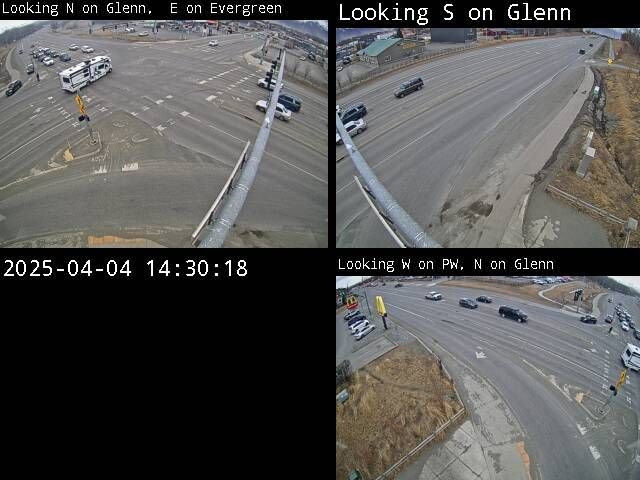 Looking N on Glenn,  E on Evergreen
Looking S on Glenn
2025-04-04 14:30:18
Looking W on PW, N on Glenn